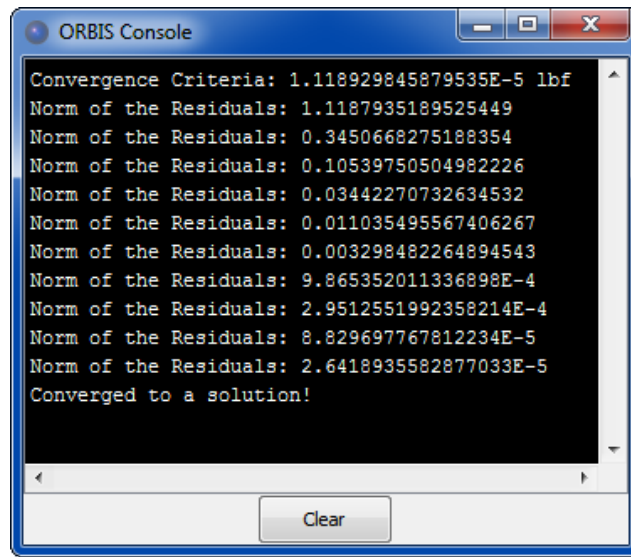 ORBIS Console
Convergence Criteria: 1.118929845879535E-5 lbf
Norm of the Residuals: 1.1187935189525449
Norm of the Residuals: 0.3450668275188354
Norm of the Residuals: 0.10539750504982226
Norm of the Residuals: 0.03442270732634532
Norm of the Residuals: 0.011035495567406267
Norm of the Residuals: 0.003298482264894543
Norm of the Residuals: 9.865352011336898E-4
Norm of the Residuals: 2.9512551992358214E-4
Norm of the Residuals: 8.829697767812234E-5
Norm of the Residuals: 2.6418935582877033E-5
Converged to a solution!
Clear